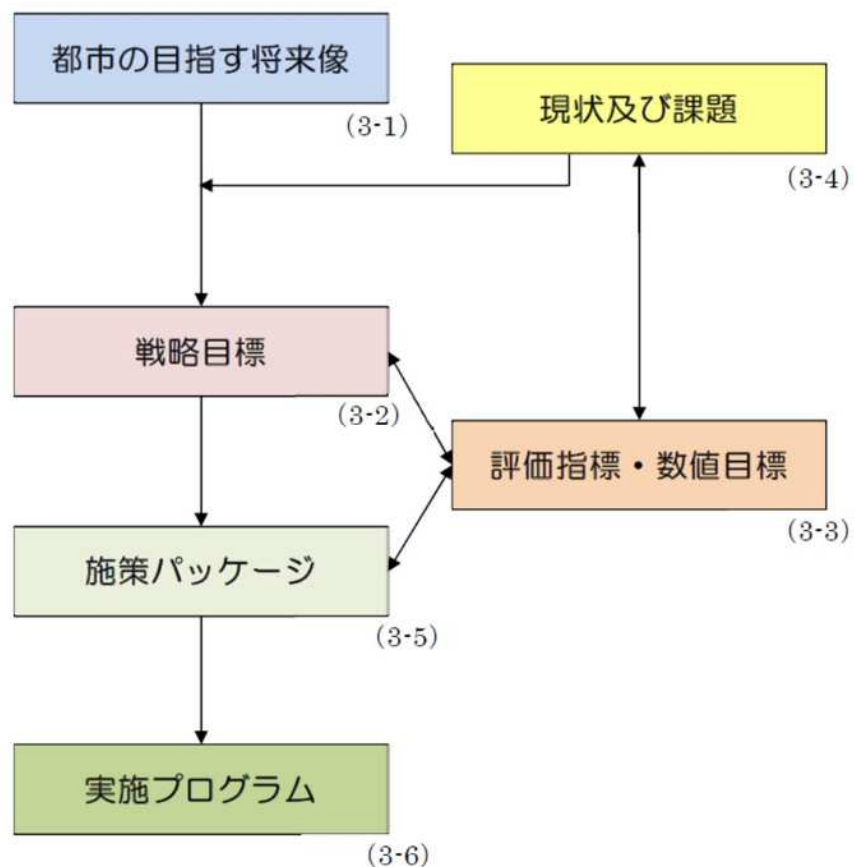 都市の目指す将来像
(3-1)
現状及び課題
(3-4)
戦略目標
(3-2)
評価指標・数値目標
(3-3)
施策パッケージ
(3-5)
実施プログラム
(3-6)